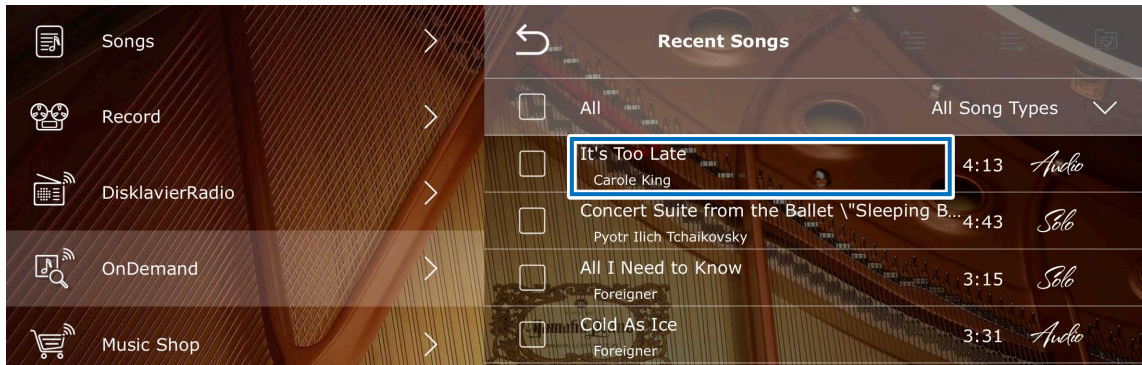 Songs
Record
DisklavierRadio
OnDemand
Music Shop
Recent Songs
All
All Song Types
It's Too Late
Carole King
4:13
Audio
Concert Suite from the Ballet \"Sleeping B...
Pyotr Ilich Tchaikovsky
4:43
Solo
All I Need to Know
Foreigner
3:15
Solo
Cold As Ice
Foreigner
3:31
Audio